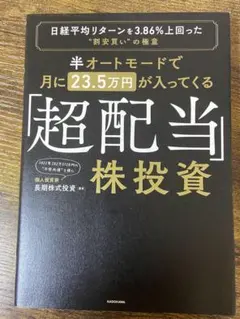 日経平均リターンを3.86%上回った
"割安買い"の極意
半オートモードで
月に23.5万円が入ってくる
「超配当」
株投資
個人投資家
長期株式投資
KADOKAWA